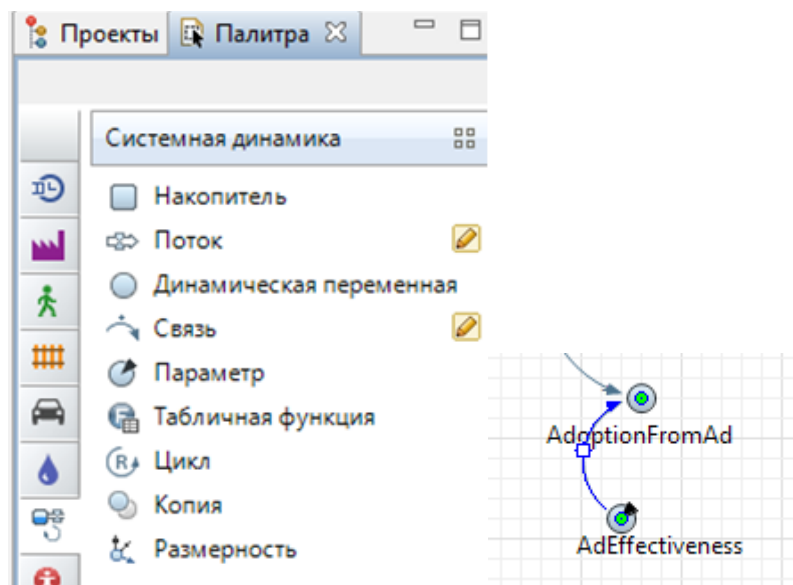 Проекты Палитра
Системная динамика
Накопитель
Поток
Динамическая переменная
Связь
Параметр
Табличная функция
R Цикл
Копия
Размерность
AdoptionFromAd
AdEffectiveness